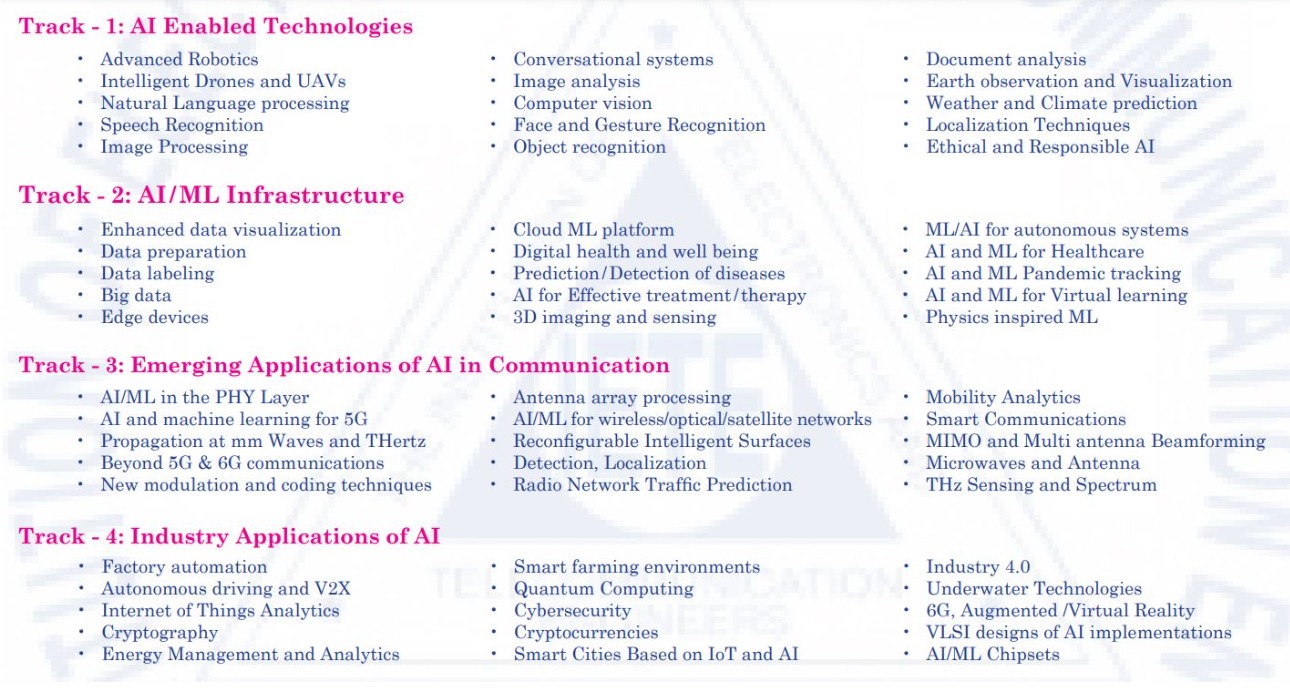 Track - 1: AI Enabled Technologies
• Advanced Robotics
• Intelligent Drones and UAVs
• Natural Language processing
• Speech Recognition
• Image Processing
• Conversational systems
• Image analysis
• Computer vision
• Face and Gesture Recognition
• Object recognition
• Document analysis
• Earth observation and Visualization
• Weather and Climate prediction
• Localization Techniques
• Ethical and Responsible AI
Track - 2: AI/ML Infrastructure
• Enhanced data visualization
• Data preparation
• Data labeling
• Big data
• Edge devices
• Cloud ML platform
• Digital health and well being
• Prediction/Detection of diseases
• AI for Effective treatment/therapy
• 3D imaging and sensing
• ML/AI for autonomous systems
• AI and ML for Healthcare
• AI and ML Pandemic tracking
• AI and ML for Virtual learning
• Physics inspired ML
Track - 3: Emerging Applications of AI in Communication
• AI/ML in the PHY Layer
• AI and machine learning for 5G
• Propagation at mm Waves and THertz
• Beyond 5G & 6G communications
• New modulation and coding techniques
• Antenna array processing
• AI/ML for wireless/optical/satellite networks
• Reconfigurable Intelligent Surfaces
• Detection, Localization
• Radio Network Traffic Prediction
• Mobility Analytics
• Smart Communications
• MIMO and Multi antenna Beamforming
• Microwaves and Antenna
• THz Sensing and Spectrum
Track - 4: Industry Applications of AI
• Factory automation
• Autonomous driving and V2X
• Internet of Things Analytics
• Cryptography
• Energy Management and Analytics
• Smart farming environments
• Quantum Computing
• Cybersecurity
• Cryptocurrencies
• Smart Cities Based on IoT and AI
• Industry 4.0
• Underwater Technologies
• 6G, Augmented /Virtual Reality
• VLSI designs of AI implementations
• AI/ML Chipsets
IETE